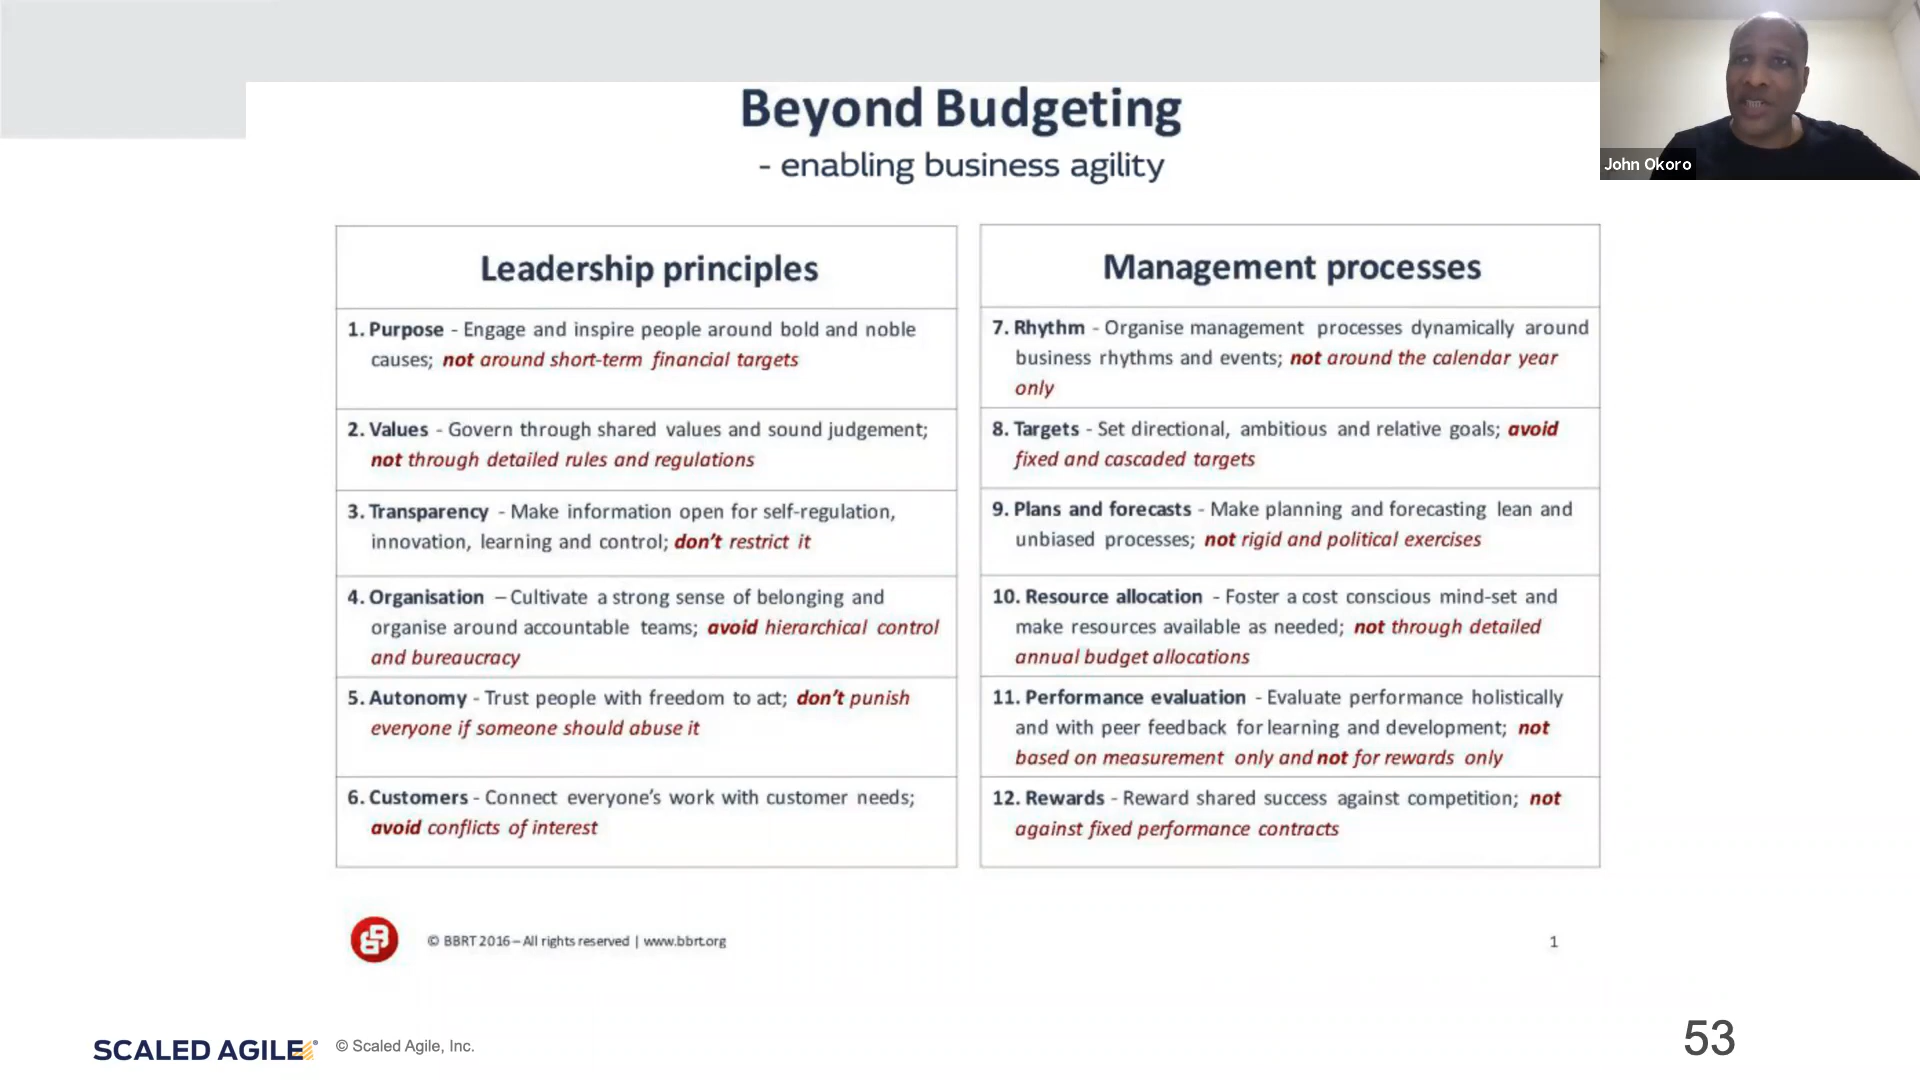 Beyond Budgeting
- enabling business agility
John Okoro
Leadership principles
1. Purpose - Engage and inspire people around bold and noble
causes; not around short-term financial targets
2. Values - Govern through shared values and sound judgement;
not through detailed rules and regulations
3. Transparency - Make information open for self-regulation,
innovation, learning and control; don't restrict it
4. Organisation – Cultivate a strong sense of belonging and
organise around accountable teams; avoid hierarchical control
and bureaucracy
5. Autonomy - Trust people with freedom to act; don't punish
everyone if someone should abuse it
6. Customers - Connect everyone's work with customer needs;
avoid conflicts of interest
Management processes
7. Rhythm - Organise management processes dynamically around
business rhythms and events; not around the calendar year
only
8. Targets - Set directional, ambitious and relative goals; avoid
fixed and cascaded targets
9. Plans and forecasts - Make planning and forecasting lean and
unbiased processes; not rigid and political exercises
10. Resource allocation - Foster a cost conscious mind-set and
make resources available as needed; not through detailed
annual budget allocations
11. Performance evaluation - Evaluate performance holistically
and with peer feedback for learning and development; not
based on measurement only and not for rewards only
12. Rewards - Reward shared success against competition; not
against fixed performance contracts
© BBRT 2016 – All rights reserved | www.bbrt.org
1
SCALED AGILE®
© Scaled Agile, Inc.
53